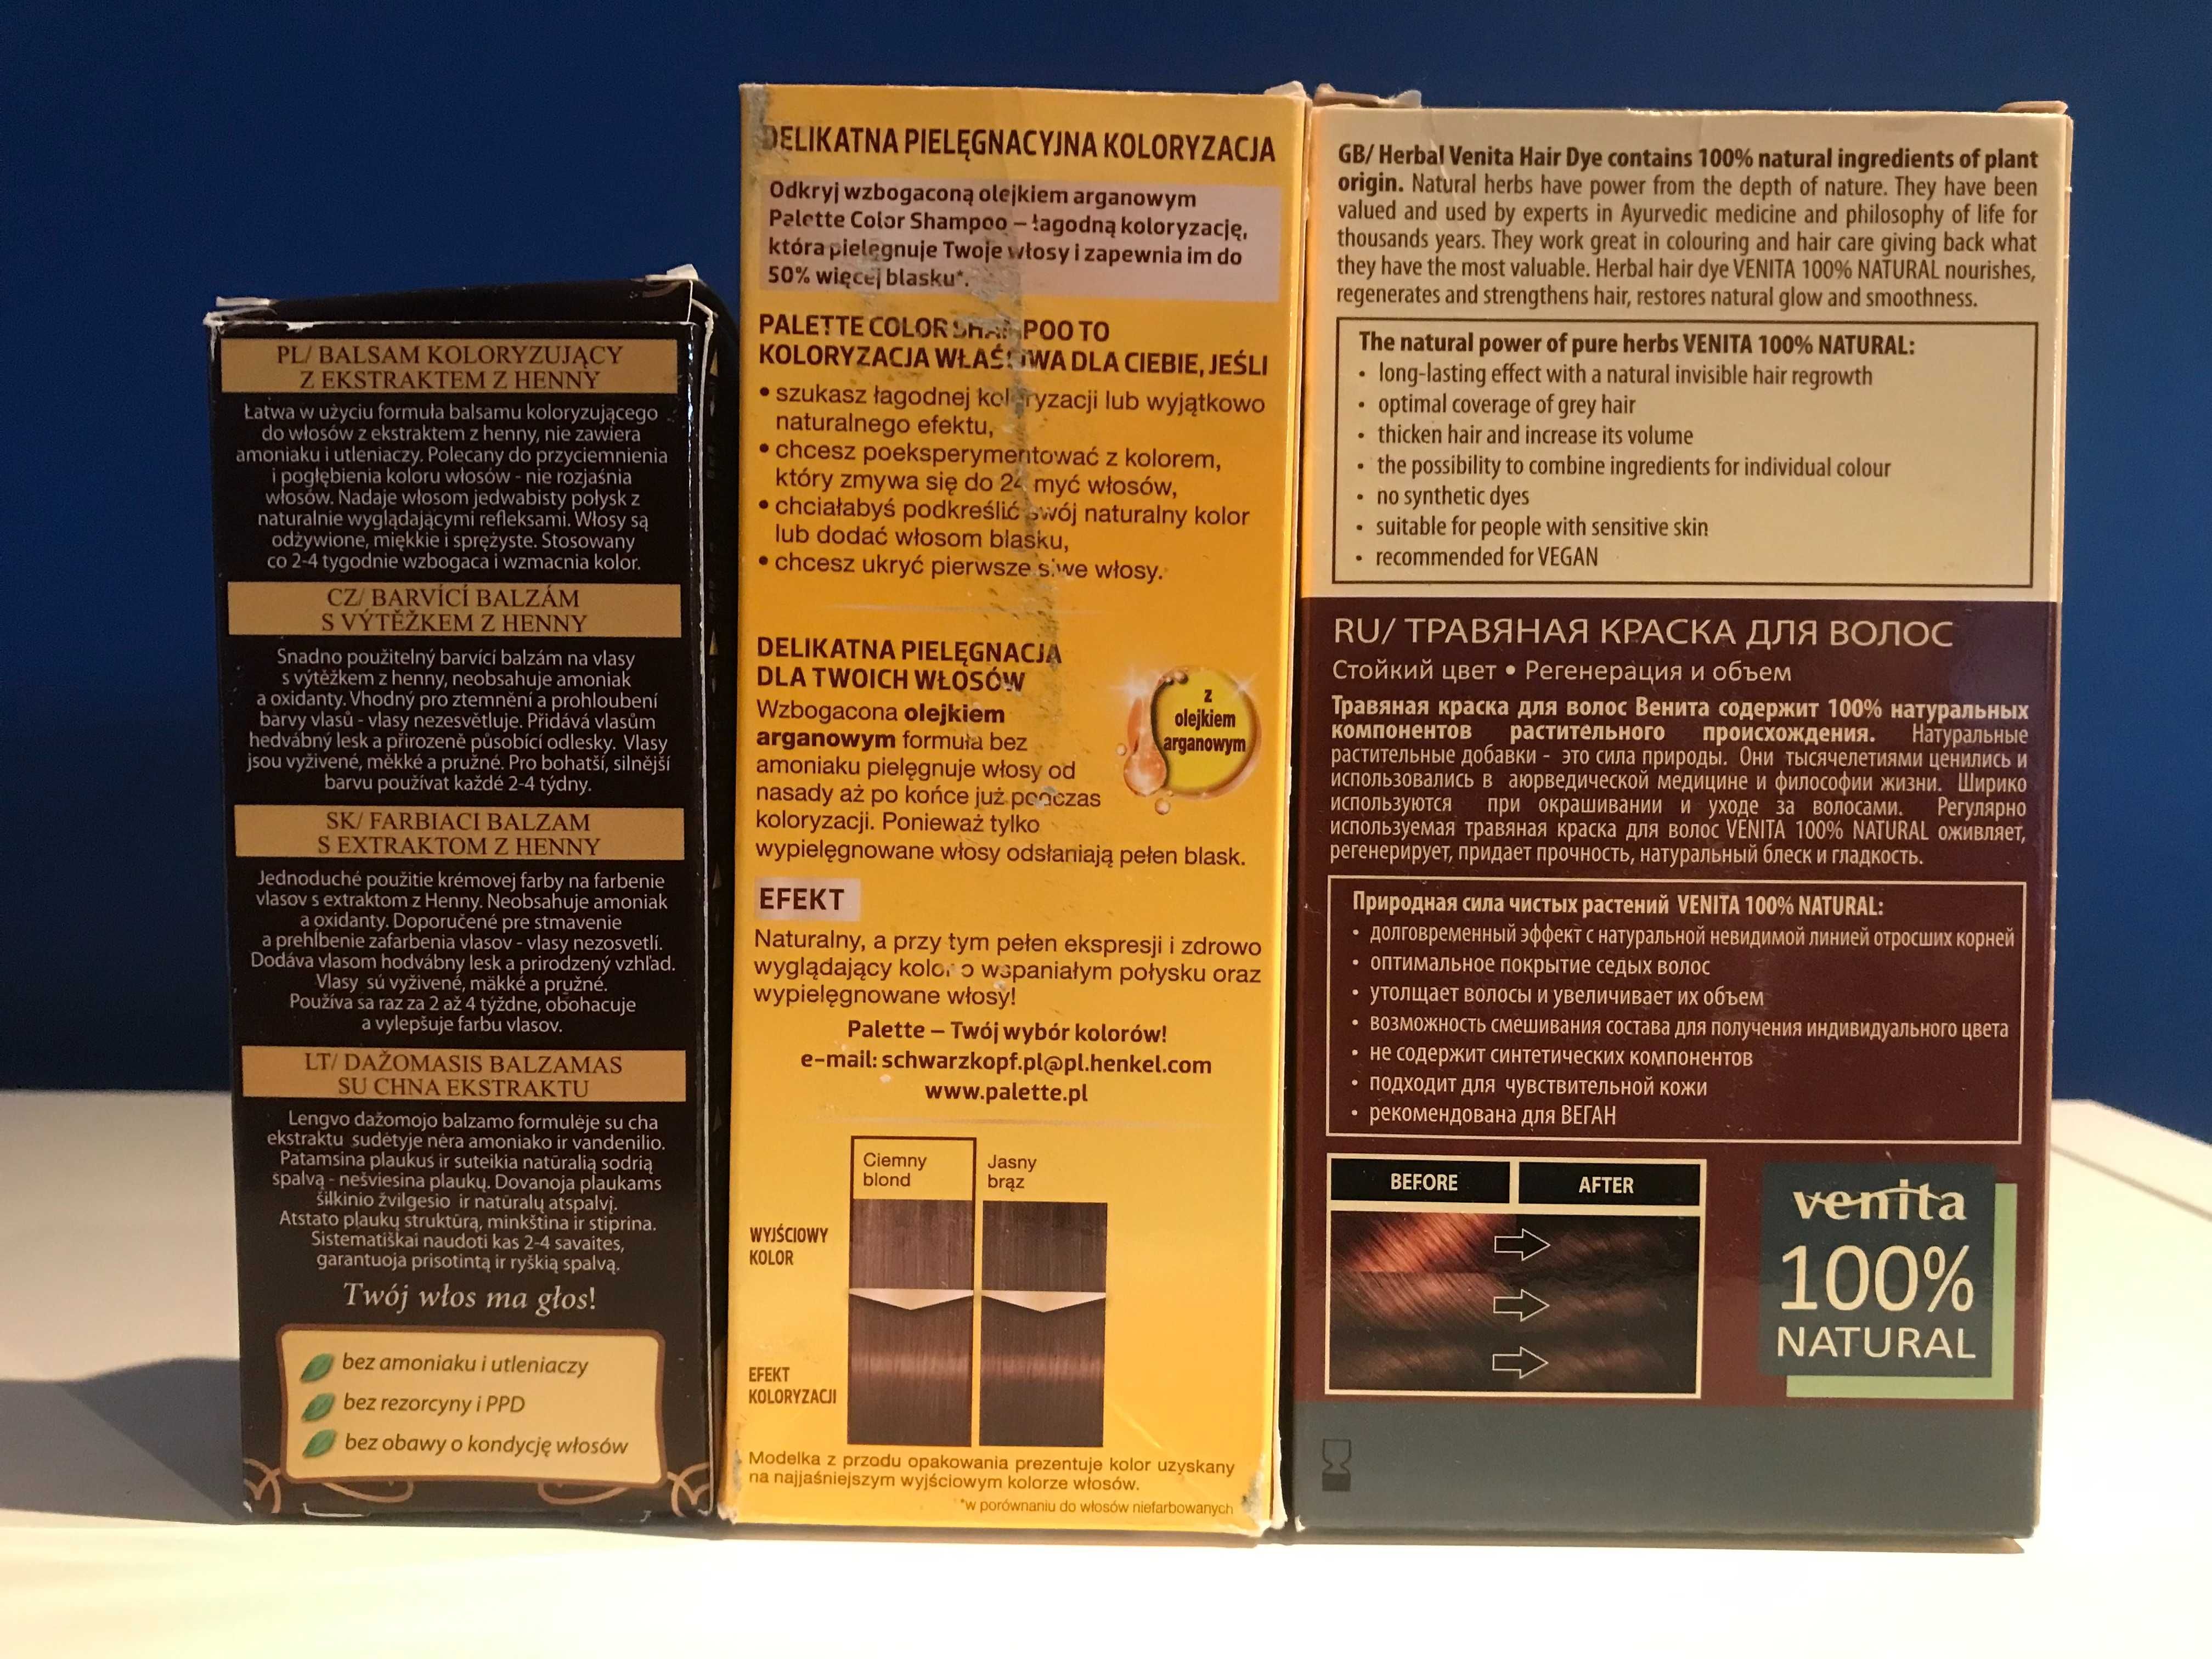 PL/ BALSAM KOLORYZUJĄCY
Z EKSTRAKTEM Z HENNY
Łatwa w użyciu formuła balsamu koloryzującego
do włosów z ekstraktem z henny, nie zawiera
amoniaku i utleniaczy. Polecany do przyciemnienia
i pogłębienia koloru włosów - nie rozjaśnia
włosów. Nadaje włosom jedwabisty połysk z
naturalnie wyglądającymi refleksami. Włosy są
odżywione, miękkie i sprężyste. Stosowany
co 2-4 tygodnie wzbogaca i wzmacnia kolor.
CZ/ BARVÍCÍ BALZÁM
S VÝTĚŽKEM Z HENNY
Snadno použitelný barvící balzám na vlasy
s výtěžkem z henny, neobsahuje amoniak
a oxidanty. Vhodný pro ztemnění a prohloubení
barvy vlasů - vlasy nezesvětluje. Přidává vlasům
hedvábný lesk a přirozeně působící odlesky. Vlasy
jsou vyživené, měkké a pružné. Pro bohatší, silnější
barvu používat každé 2-4 týdny.
SK/ FARBIACI BALZAM
S EXTRAKTOM Z HENNY
Jednoduché použitie krémovej farby na farbenie
vlasov s extraktom z Henny. Neobsahuje amoniak
a oxidanty. Doporučené pre stmavenie
a prehĺbenie zafarbenia vlasov - vlasy nezosvetlí.
Dodáva vlasom hodvábny lesk a prirodzený vzhľad.
Vlasy sú vyživené, mäkké a pružné.
Používa sa raz za 2 až 4 týždne, obohacuje
a vylepšuje farbu vlasov.
LT/ DAŽOMASIS BALZAMAS
SU CHNA EKSTRAKTU
Lengvo dažomojo balzamo formulėje su cha
ekstraktu sudėtyje nėra amoniako ir vandenilio.
Patamsina plaukus ir suteikia natūralią sodrią
spalvą - nešviesina plaukų. Dovanoja plaukams
šilkinio žvilgesio ir natūralų atspalvį.
Atstato plaukų struktūrą, minkština ir stiprina.
Sistematiškai naudoti kas 2-4 savaites,
garantuoja prisotintą ir ryškią spalvą.
Twój włos ma głos!
bez amoniaku i utleniaczy
bez rezorcyny i PPD
bez obawy o kondycję włosów
DELIKATNA PIELĘGNACYJNA KOLORYZACJA
Odkryj wzbogaconą olejkiem arganowym
Palette Color Shampoo – łagodną koloryzację,
która pielęgnuje Twoje włosy i zapewnia im do
50% więcej blasku*.
PALETTE COLOR SHAMPOO TO
KOLORYZACJA WŁAŚCIWA DLA CIEBIE, JEŚLI
• szukasz łagodnej koloryzacji lub wyjątkowo
naturalnego efektu,
• chcesz poeksperymentować z kolorem,
który zmywa się do 24 myć włosów,
• chciałabyś podkreślić swój naturalny kolor
lub dodać włosom blasku,
• chcesz ukryć pierwsze siwe włosy.
DELIKATNA PIELĘGNACJA
DLA TWOICH WŁOSÓW
Wzbogacona olejkiem
arganowym formuła bez
amoniaku pielęgnuje włosy od
nasady aż po końce już podczas
koloryzacji. Ponieważ tylko
wypielęgnowane włosy odsłaniają pełen blask.
z
olejkiem
arganowym
EFEKT
Naturalny, a przy tym pełen ekspresji i zdrowo
wyglądający kolor o wspaniałym połysku oraz
wypielęgnowane włosy!
Palette – Twój wybór kolorów!
e-mail: schwarzkopf.pl@pl.henkel.com
www.palette.pl
Ciemny
blond
Jasny
brąz
WYJŚCIOWY
KOLOR
EFEKT
KOLORYZACJI
Modelka z przodu opakowania prezentuje kolor uzyskany
na najjaśniejszym wyjściowym kolorze włosów.
*w porównaniu do włosów niefarbowanych
GB/ Herbal Venita Hair Dye contains 100% natural ingredients of plant
origin. Natural herbs have power from the depth of nature. They have been
valued and used by experts in Ayurvedic medicine and philosophy of life for
thousands years. They work great in colouring and hair care giving back what
they have the most valuable. Herbal hair dye VENITA 100% NATURAL nourishes,
regenerates and strengthens hair, restores natural glow and smoothness.
The natural power of pure herbs VENITA 100% NATURAL:
• long-lasting effect with a natural invisible hair regrowth
• optimal coverage of grey hair
• thicken hair and increase its volume
• the possibility to combine ingredients for individual colour
• no synthetic dyes
• suitable for people with sensitive skin
• recommended for VEGAN
RU/ ТРАВЯНАЯ КРАСКА ДЛЯ ВОЛОС
Стойкий цвет • Регенерация и объем
Травяная краска для волос Венита содержит 100% натуральных
компонентов растительного происхождения. Натуральные
растительные добавки - это сила природы. Они тысячелетиями ценились и
использовались в аюрведической медицине и философии жизни. Ширико
используются при окрашивании и уходе за волосами. Регулярно
используемая травяная краска для волос VENITA 100% NATURAL оживляет,
регенерирует, придает прочность, натуральный блеск и гладкость.
Природная сила чистых растений VENITA 100% NATURAL:
• долговременный эффект с натуральной невидимой линией отросших корней
• оптимальное покрытие седых волос
• утолщает волосы и увеличивает их объем
• возможность смешивания состава для получения индивидуального цвета
• не содержит синтетических компонентов
• подходит для чувствительной кожи
• рекомендована для ВЕГАН
BEFORE
AFTER
venita
100%
NATURAL